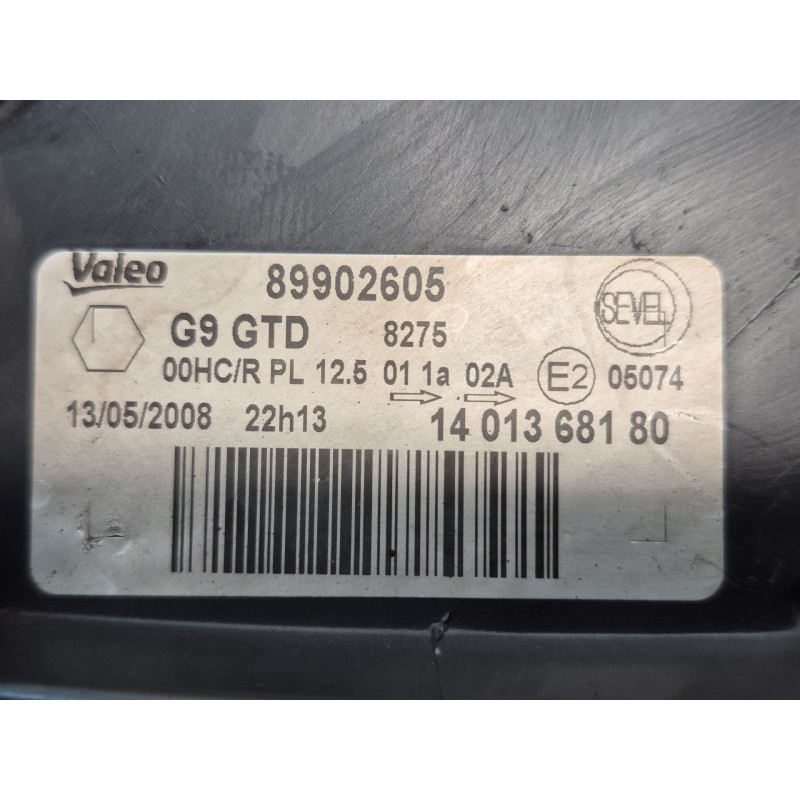 Valeo 89902605 SEVEL
G9 GTD 8275
00HC/R PL 12.5 01 1a 02A E2 05074
13/05/2008 22h13 14 013 681 80